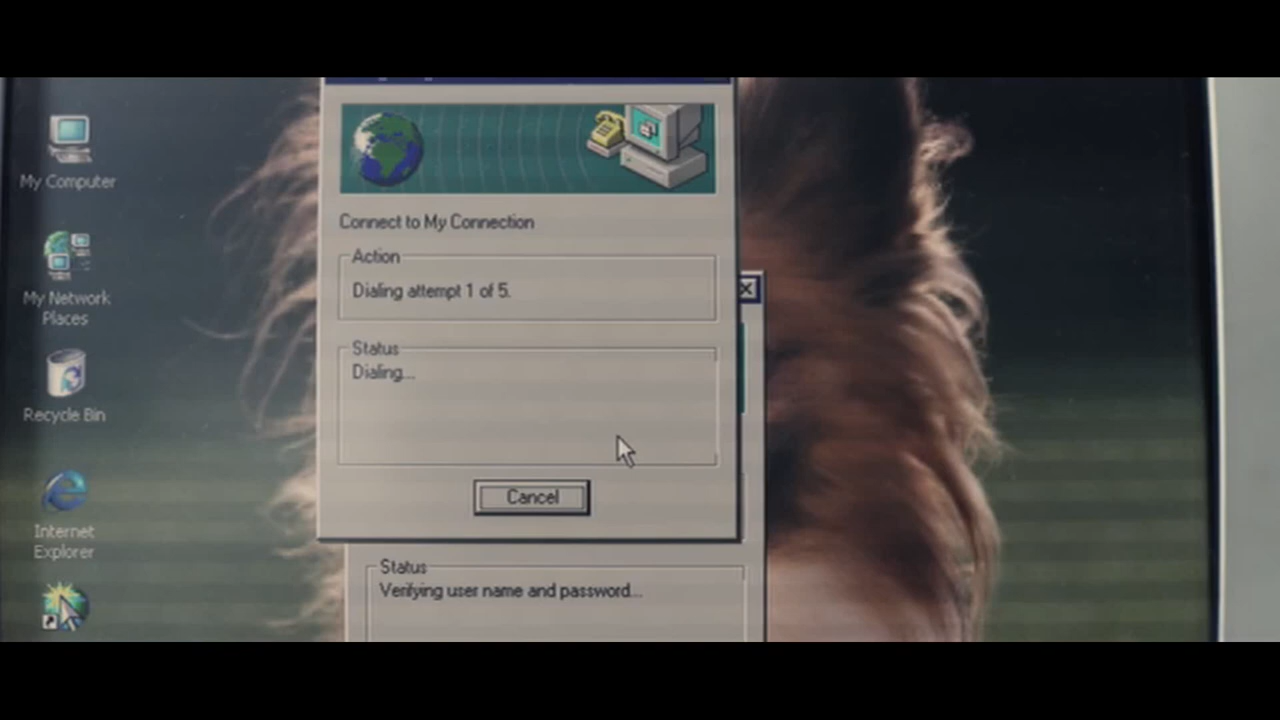 My Computer
My Network
Places
Recycle Bin
Internet
Explorer
Connect to My Connection
Action
Dialing attempt 1 of 5.
Status
Dialing...
Cancel
Status
Verifying user name and password...